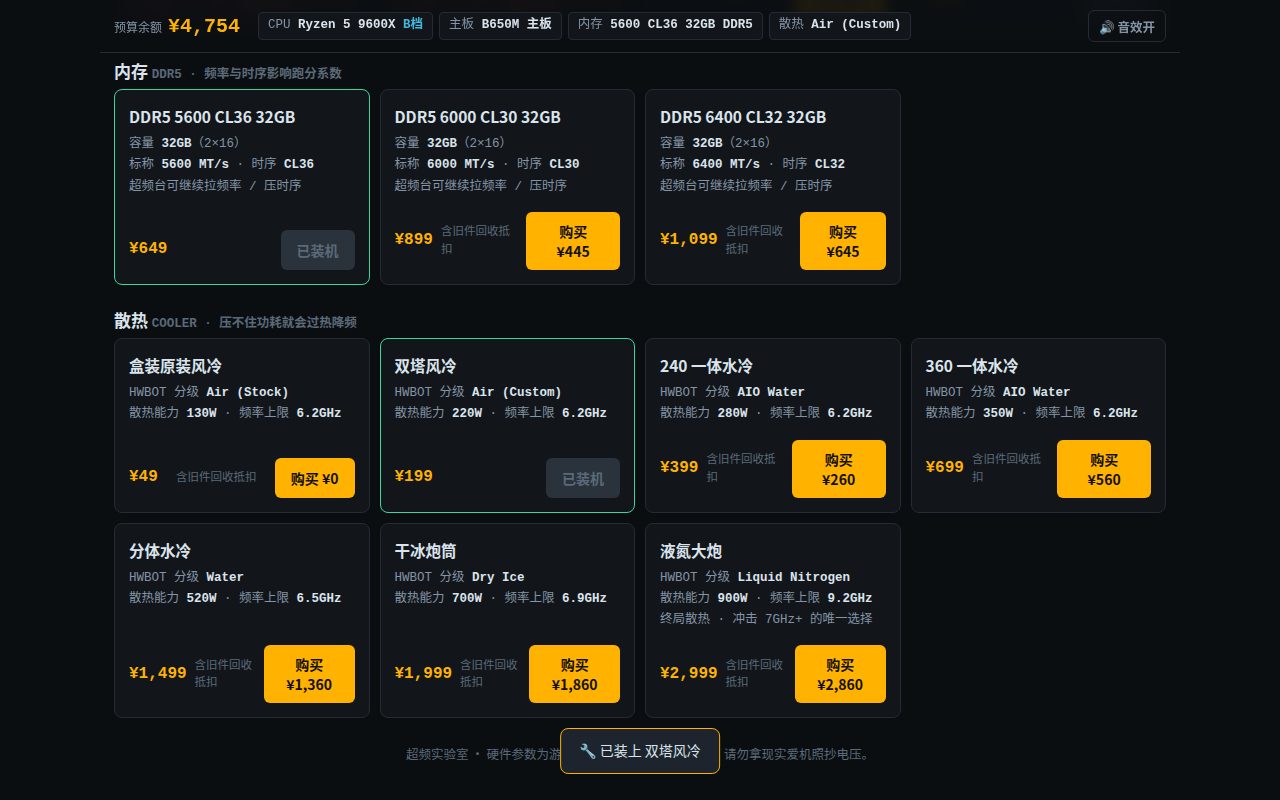 预算余额 ¥4,754 CPU Ryzen 5 9600X B档 主板 B650M 主板 内存 5600 CL36 32GB DDR5 散热 Air (Custom) 🔊 音效开
内存 DDR5 · 频率与时序影响跑分系数
DDR5 5600 CL36 32GB
容量 32GB（2×16）
标称 5600 MT/s · 时序 CL36
超频台可继续拉频率 / 压时序
¥649 已装机
DDR5 6000 CL30 32GB
容量 32GB（2×16）
标称 6000 MT/s · 时序 CL30
超频台可继续拉频率 / 压时序
¥899 含旧件回收抵扣
购买
¥445
DDR5 6400 CL32 32GB
容量 32GB（2×16）
标称 6400 MT/s · 时序 CL32
超频台可继续拉频率 / 压时序
¥1,099 含旧件回收抵扣
购买
¥645
散热 COOLER · 压不住功耗就会过热降频
盒装原装风冷
HWBOT 分级 Air (Stock)
散热能力 130W · 频率上限 6.2GHz
¥49 含旧件回收抵扣 购买 ¥0
双塔风冷
HWBOT 分级 Air (Custom)
散热能力 220W · 频率上限 6.2GHz
¥199 已装机
240 一体水冷
HWBOT 分级 AIO Water
散热能力 280W · 频率上限 6.2GHz
¥399 含旧件回收抵扣
购买
¥260
360 一体水冷
HWBOT 分级 AIO Water
散热能力 350W · 频率上限 6.2GHz
¥699 含旧件回收抵扣
购买
¥560
分体水冷
HWBOT 分级 Water
散热能力 520W · 频率上限 6.5GHz
¥1,499 含旧件回收抵扣
购买
¥1,360
干冰炮筒
HWBOT 分级 Dry Ice
散热能力 700W · 频率上限 6.9GHz
¥1,999 含旧件回收抵扣
购买
¥1,860
液氮大炮
HWBOT 分级 Liquid Nitrogen
散热能力 900W · 频率上限 9.2GHz
终局散热 · 冲击 7GHz+ 的唯一选择
¥2,999 含旧件回收抵扣
购买
¥2,860
超频实验室 · 硬件参数为游
🔧 已装上 双塔风冷
请勿拿现实爱机照抄电压。